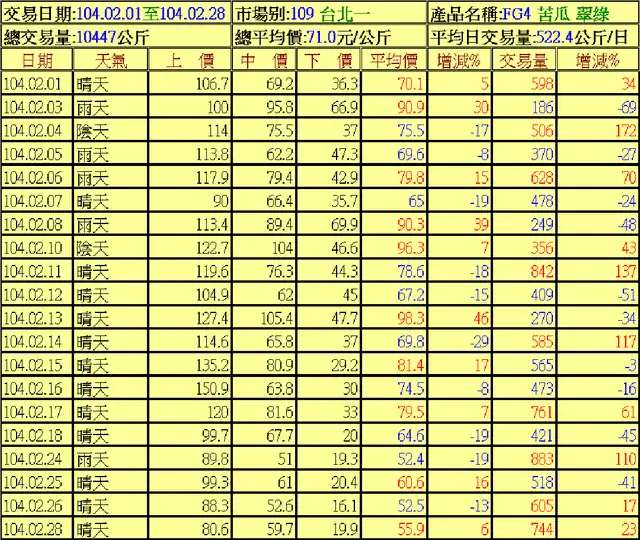 交易日期:104.02.01至104.02.28 市場別:109 台北一 產品名稱:FG4 苦瓜 翠綠
總交易量:10447公斤 總平均價:71.0元/公斤 平均日交易量:522.4公斤/日
日期 天氣 上 價 中 價 下 價 平均價 增減% 交易量 增減%
104.02.01 晴天 106.7 69.2 36.3 70.1 5 598 34
104.02.03 雨天 100 95.8 66.9 90.9 30 186 -69
104.02.04 陰天 114 75.5 37 75.5 -17 506 172
104.02.05 雨天 113.8 62.2 47.3 69.6 -8 370 -27
104.02.06 雨天 117.9 79.4 42.9 79.8 15 628 70
104.02.07 晴天 90 66.4 35.7 65 -19 478 -24
104.02.08 雨天 113.4 89.4 69.9 90.3 39 249 -48
104.02.10 陰天 122.7 104 46.6 96.3 7 356 43
104.02.11 晴天 119.6 76.3 44.3 78.6 -18 842 137
104.02.12 晴天 104.9 62 45 67.2 -15 409 -51
104.02.13 晴天 127.4 105.4 47.7 98.3 46 270 -34
104.02.14 晴天 114.6 65.8 37 69.8 -29 585 117
104.02.15 晴天 135.2 80.9 29.2 81.4 17 565 -3
104.02.16 晴天 150.9 63.8 30 74.5 -8 473 -16
104.02.17 晴天 120 81.6 33 79.5 7 761 61
104.02.18 晴天 99.7 67.7 20 64.6 -19 421 -45
104.02.24 雨天 89.8 51 19.3 52.4 -19 883 110
104.02.25 晴天 99.3 61 20.4 60.6 16 518 -41
104.02.26 晴天 88.3 52.6 16.1 52.5 -13 605 17
104.02.28 晴天 80.6 59.7 19.9 55.9 6 744 23